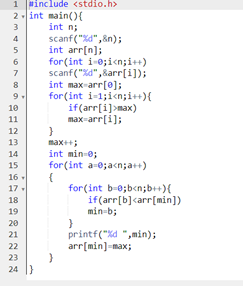 1 #include <stdio.h>
2 int main(){
3 int n;
4 scanf("%d",&n);
5 int arr[n];
6 for(int i=0;i<n;i++)
7 scanf("%d",&arr[i]);
8 int max=arr[0];
9 for(int i=1;i<n;i++){
10 if(arr[i]>max)
11 max=arr[i];
12 }
13 max++;
14 int min=0;
15 for(int a=0;a<n;a++)
16 {
17 for(int b=0;b<n;b++){
18 if(arr[b]<arr[min])
19 min=b;
20 }
21 printf("%d ",min);
22 arr[min]=max;
23 }
24 }